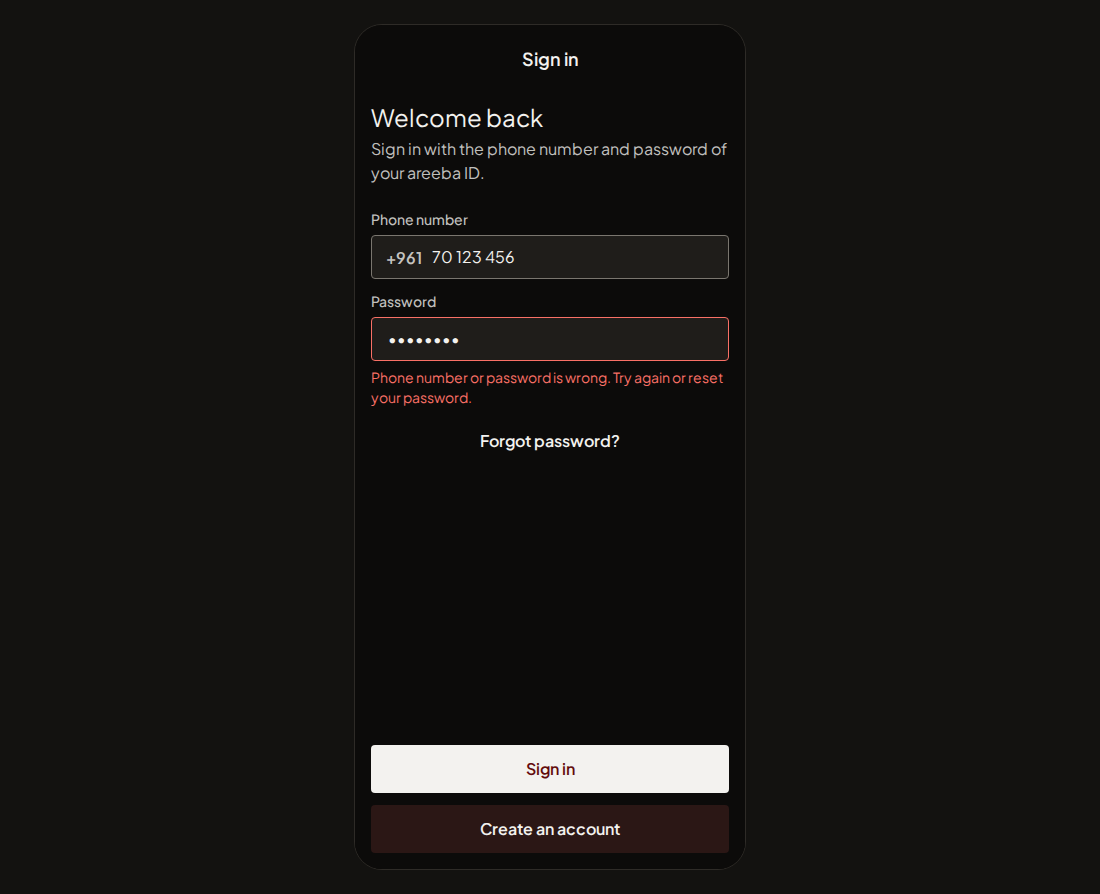 Sign in
Welcome back
Sign in with the phone number and password of
your areeba ID.
Phone number
+961 70 123 456
Password
••••••••
Phone number or password is wrong. Try again or reset
your password.
Forgot password?
Sign in
Create an account